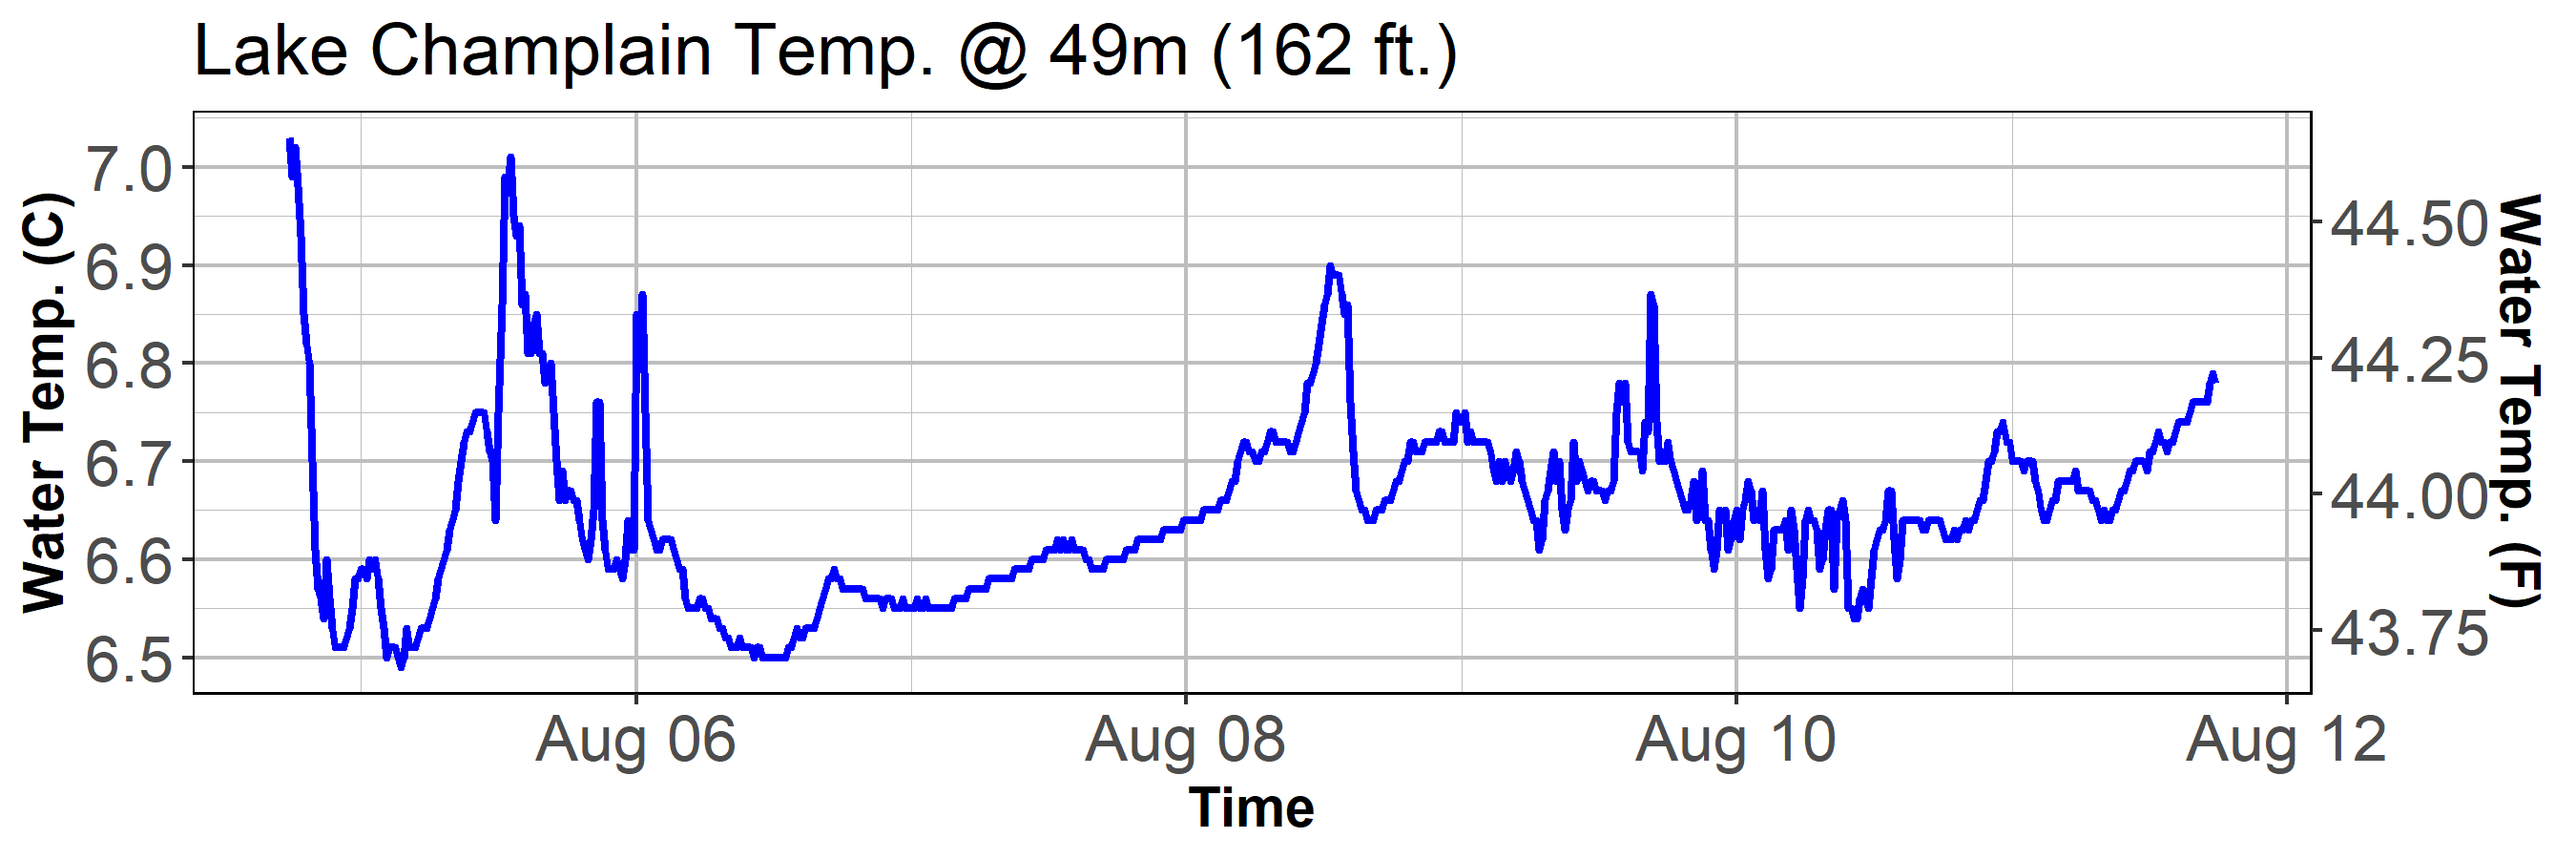 Lake Champlain Temp. @ 49m (162 ft.)
Water Temp. (C)
7.0
6.9
6.8
6.7
6.6
6.5
44.50
44.25
44.00
43.75
Water Temp. (F)
Aug 06 Aug 08 Aug 10 Aug 12
Time